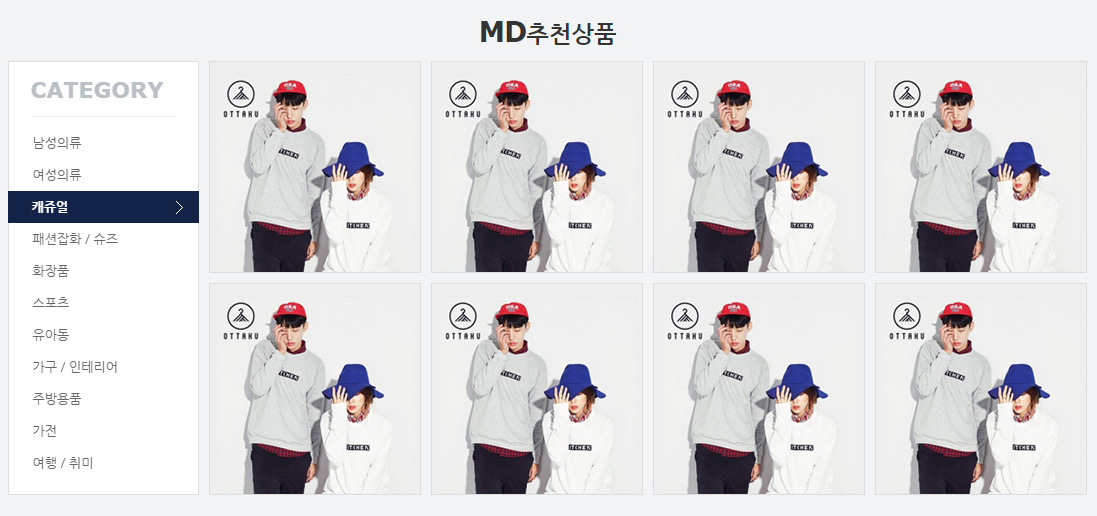 MD추천상품
CATEGORY
남성의류
여성의류
캐쥬얼
패션잡화 / 슈즈
화장품
스포츠
유아동
가구 / 인테리어
주방용품
가전
여행 / 취미
OTTAKU
OTTAKU
OTTAKU
OTTAKU
OTTAKU
OTTAKU
OTTAKU
OTTAKU